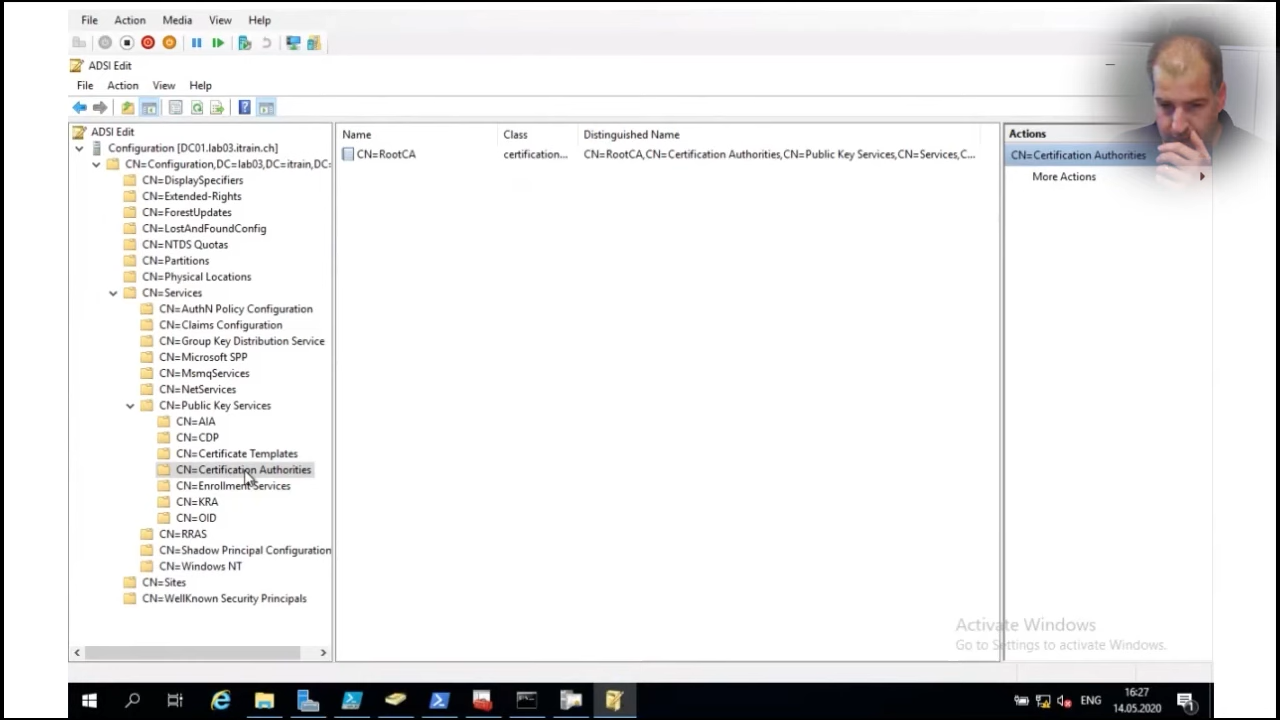 File Action Media View Help
ADSI Edit
File Action View Help
ADSI Edit
Configuration [DC01.lab03.itrain.ch]
CN=Configuration,DC=lab03,DC=itrain,DC:
CN=DisplaySpecifiers
CN=Extended-Rights
CN=ForestUpdates
CN=LostAndFoundConfig
CN=NTDS Quotas
CN=Partitions
CN=Physical Locations
CN=Services
CN=AuthN Policy Configuration
CN=Claims Configuration
CN=Group Key Distribution Service
CN=Microsoft SPP
CN=MsmqServices
CN=NetServices
CN=Public Key Services
CN=AIA
CN=CDP
CN=Certificate Templates
CN=Certification Authorities
CN=Enrollment Services
CN=KRA
CN=OID
CN=RRAS
CN=Shadow Principal Configuration
CN=Windows NT
CN=Sites
CN=WellKnown Security Principals
Name Class Distinguished Name
CN=RootCA certification... CN=RootCA,CN=Certification Authorities,CN=Public Key Services,CN=Services,C...
Actions
CN=Certification Authorities
More Actions
Activate Windows
Go to Settings to activate Windows.
ENG
16:27
14.05.2020
1